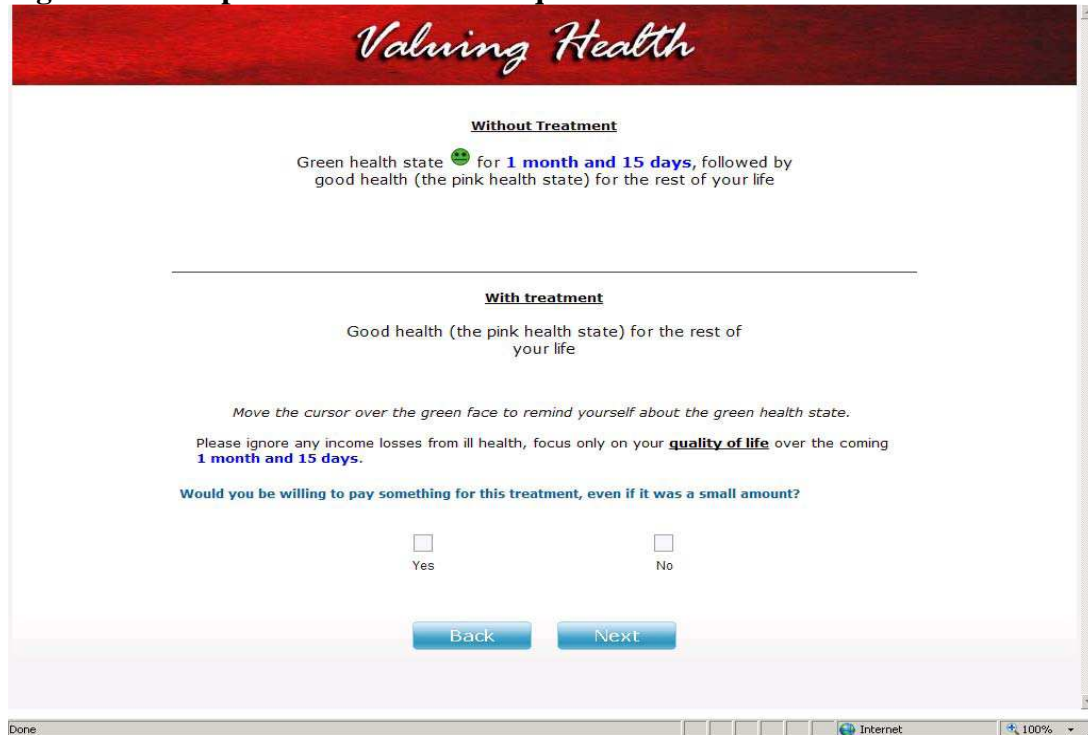 Valuing Health
Without Treatment
Green health state for 1 month and 15 days, followed by
good health (the pink health state) for the rest of your life
With treatment
Good health (the pink health state) for the rest of
your life
Move the cursor over the green face to remind yourself about the green health state.
Please ignore any income losses from ill health, focus only on your quality of life over the coming
1 month and 15 days.
Would you be willing to pay something for this treatment, even if it was a small amount?
Yes No
Back Next
Done Internet 100%